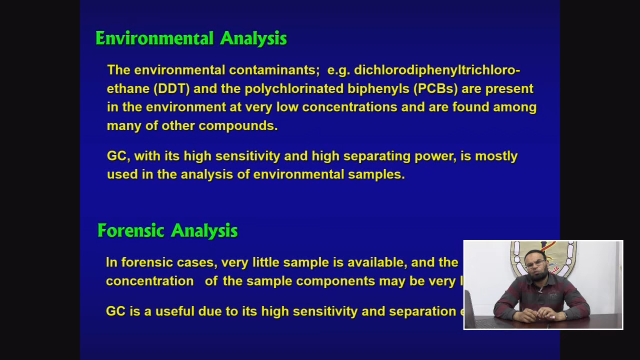 Environmental Analysis
The environmental contaminants; e.g. dichlorodiphenyltrichloro-
ethane (DDT) and the polychlorinated biphenyls (PCBs) are present
in the environment at very low concentrations and are found among
many of other compounds.
GC, with its high sensitivity and high separating power, is mostly
used in the analysis of environmental samples.
Forensic Analysis
In forensic cases, very little sample is available, and the
concentration of the sample components may be very
GC is a useful due to its high sensitivity and separation